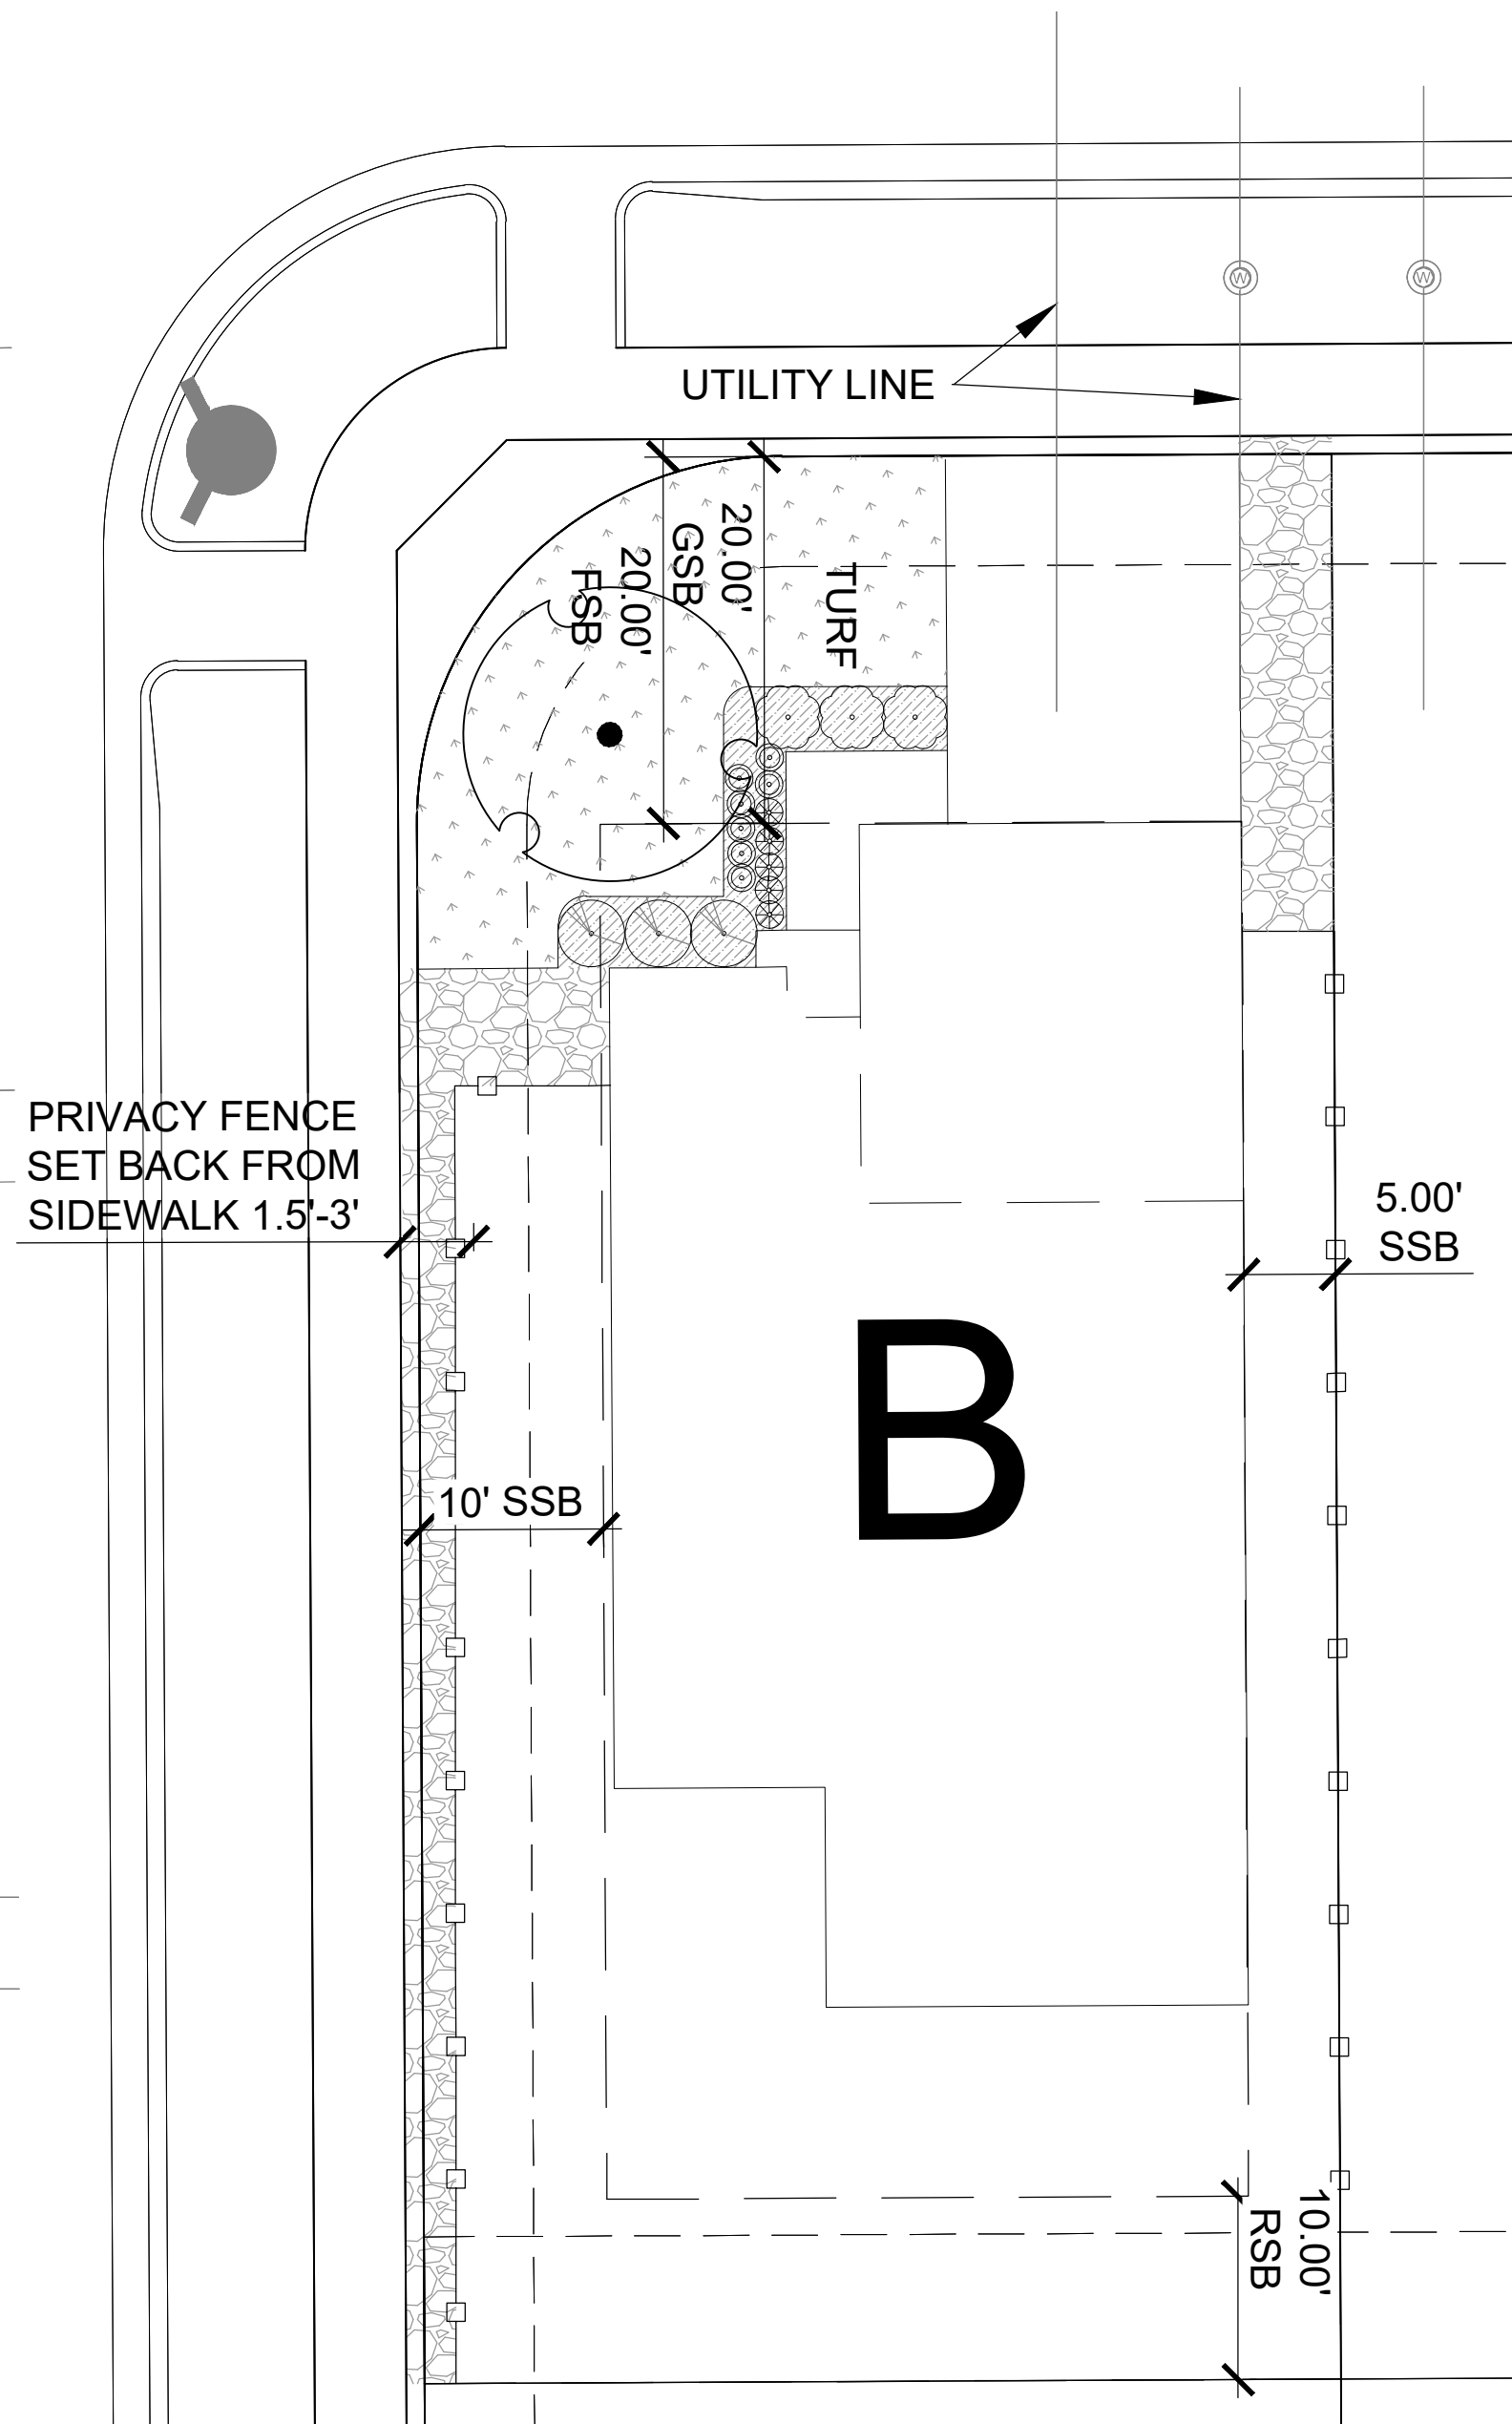 W
W
UTILITY LINE
20.00'
GSB
20.00'
FSB
TURF
PRIVACY FENCE
SET BACK FROM
SIDEWALK 1.5'-3'
5.00'
SSB
B
10' SSB
10.00'
RSB